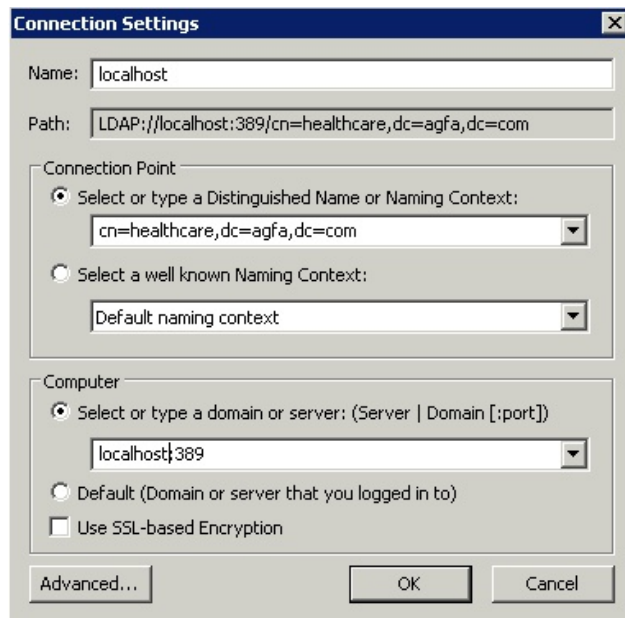 Connection Settings
Name: localhost
Path: LDAP://localhost:389/cn=healthcare,dc=agfa,dc=com
Connection Point
Select or type a Distinguished Name or Naming Context:
cn=healthcare,dc=agfa,dc=com
Select a well known Naming Context:
Default naming context
Computer
Select or type a domain or server: (Server | Domain [:port])
localhost:389
Default (Domain or server that you logged in to)
Use SSL-based Encryption
Advanced... OK Cancel